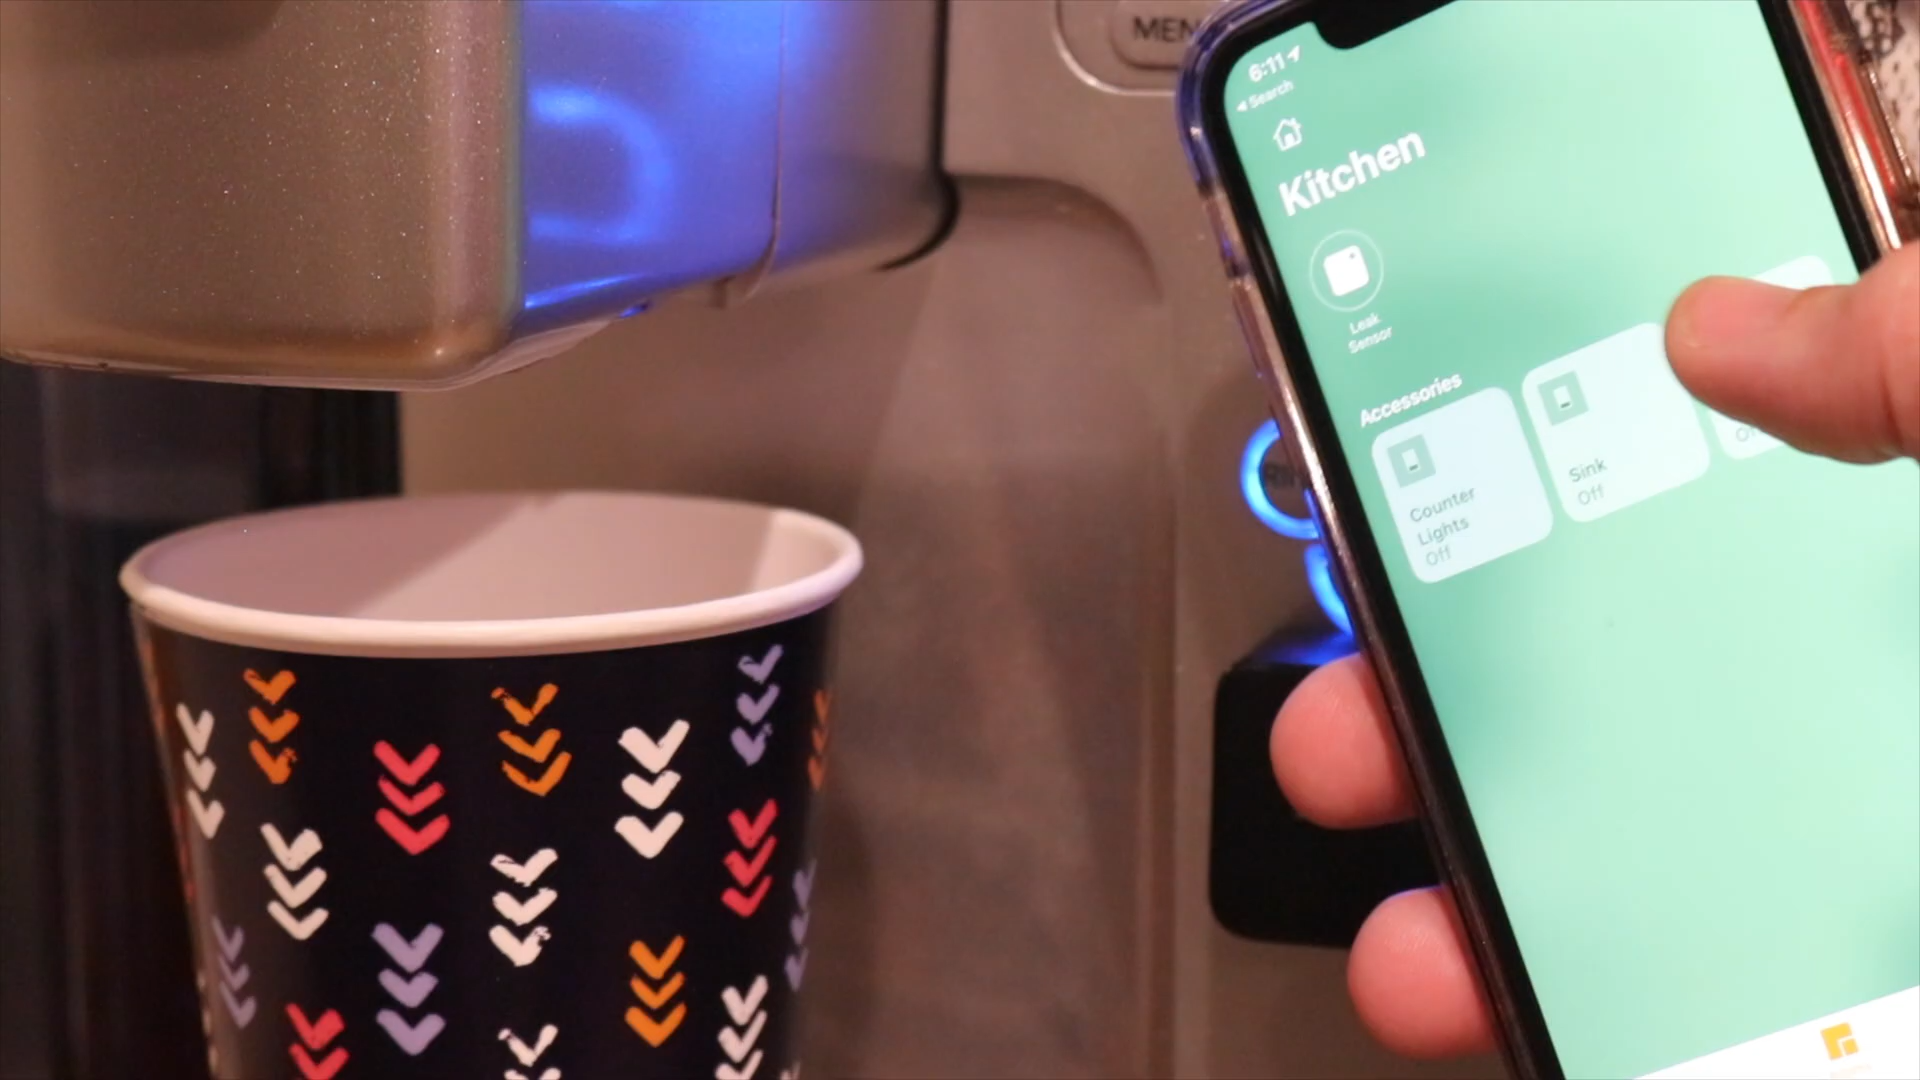 MEN
6:11
Search
Kitchen
Leak
Sensor
Accessories
Counter
Lights
Off
Sink
Off